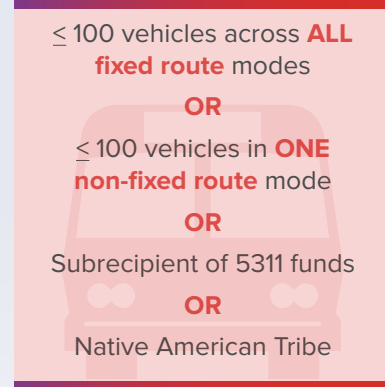 ≤ 100 vehicles across ALL
fixed route modes
OR
≤ 100 vehicles in ONE
non-fixed route mode
OR
Subrecipient of 5311 funds
OR
Native American Tribe